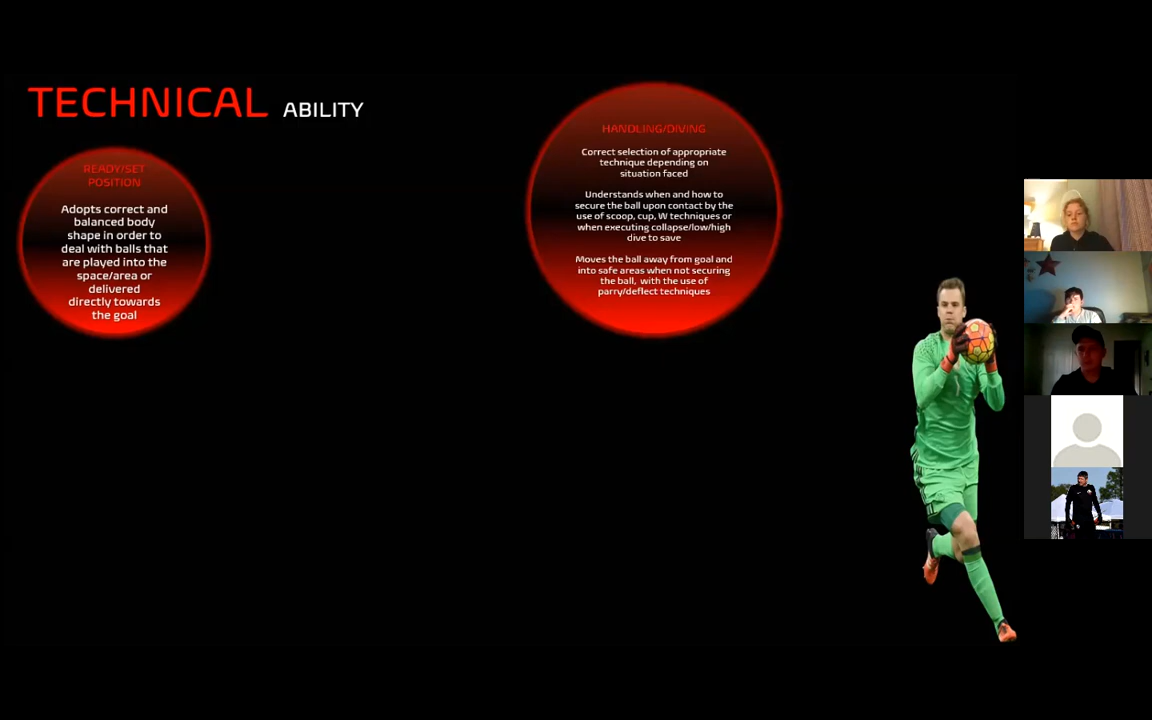 TECHNICAL ABILITY
READY/SET
POSITION
Adopts correct and
balanced body
shape in order to
deal with balls that
are played into the
space/area or
delivered
directly towards
the goal
HANDLING/DIVING
Correct selection of appropriate
technique depending on
situation faced
Understands when and how to
secure the ball upon contact by the
use of scoop, cup, W techniques or
when executing collapse/low/high
dive to save
Moves the ball away from goal and
into safe areas when not securing
the ball, with the use of
parry/deflect techniques